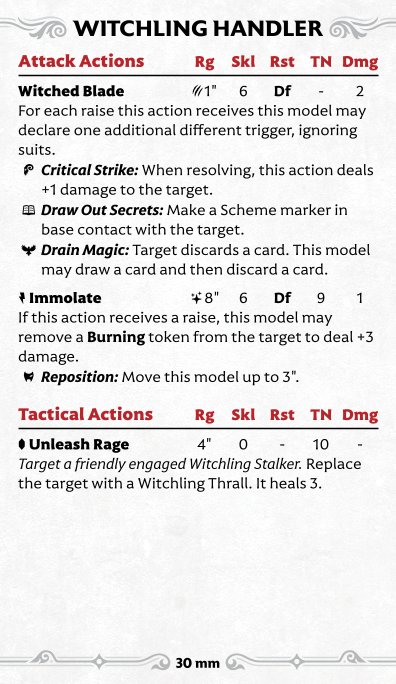 WITCHLING HANDLER
Attack Actions Rg Skl Rst TN Dmg
Witched Blade 1" 6 Df - 2
For each raise this action receives this model may
declare one additional different trigger, ignoring
suits.
Critical Strike: When resolving, this action deals
+1 damage to the target.
Draw Out Secrets: Make a Scheme marker in
base contact with the target.
Drain Magic: Target discards a card. This model
may draw a card and then discard a card.
Immolate 8" 6 Df 9 1
If this action receives a raise, this model may
remove a Burning token from the target to deal +3
damage.
Reposition: Move this model up to 3".
Tactical Actions Rg Skl Rst TN Dmg
Unleash Rage 4" 0 - 10 -
Target a friendly engaged Witchling Stalker. Replace
the target with a Witchling Thrall. It heals 3.
30 mm